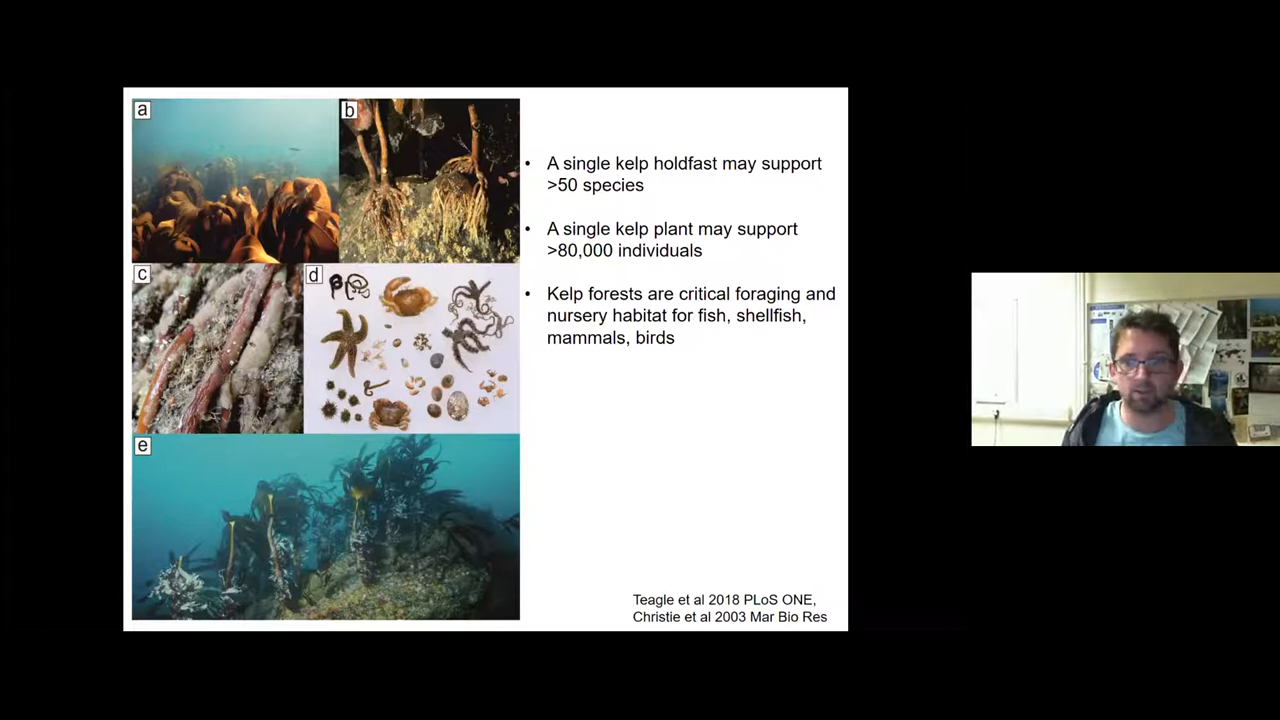 a
b
c
d
e
• A single kelp holdfast may support
>50 species
• A single kelp plant may support
>80,000 individuals
• Kelp forests are critical foraging and
nursery habitat for fish, shellfish,
mammals, birds
Teagle et al 2018 PLoS ONE,
Christie et al 2003 Mar Bio Res